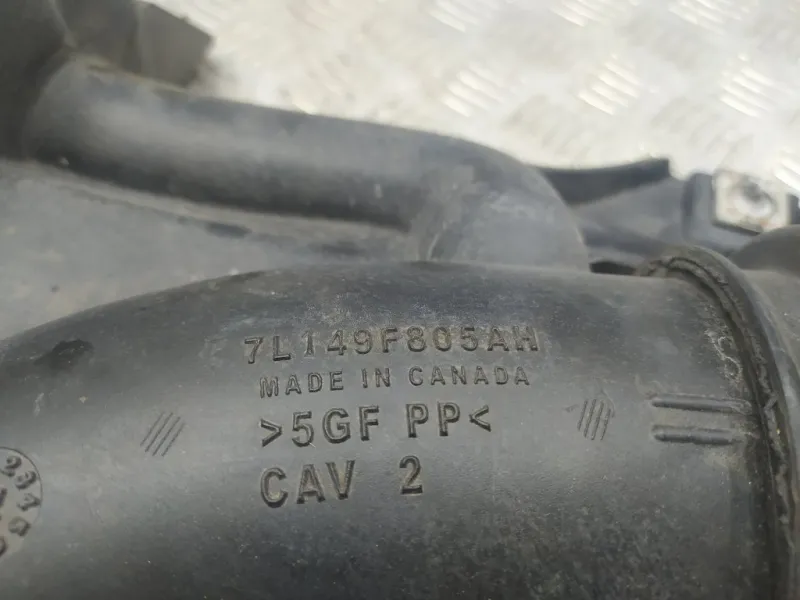 7L149F805AH
MADE IN CANADA
>5GF PP<
CAV 2